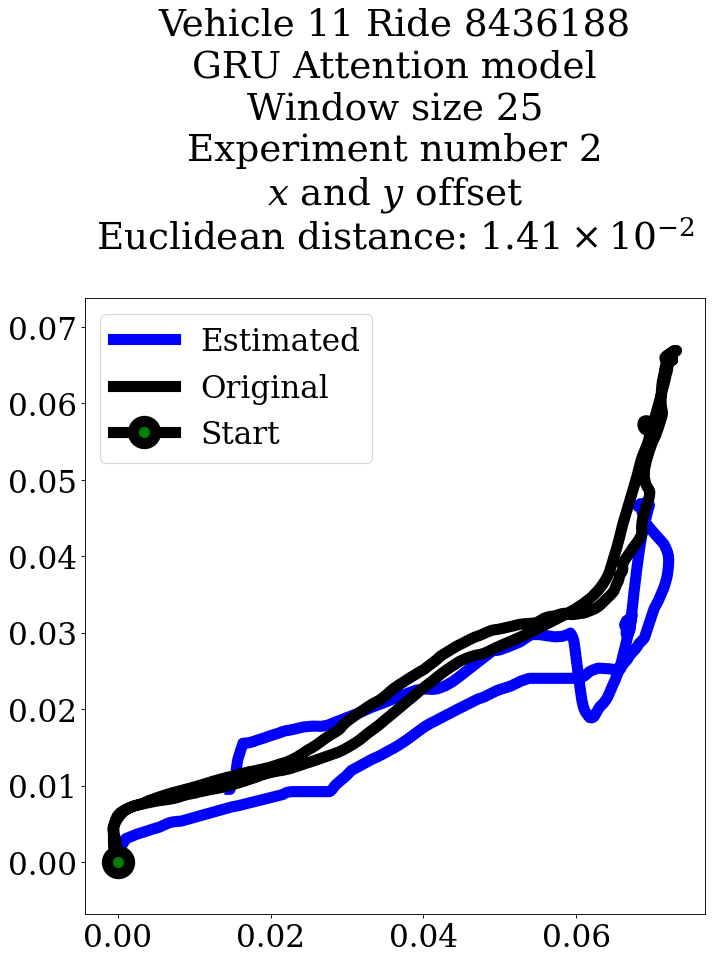 Vehicle 11 Ride 8436188
GRU Attention model
Window size 25
Experiment number 2
x and y offset
Euclidean distance: 1.41 × 10⁻²
Estimated
Original
Start
0.07
0.06
0.05
0.04
0.03
0.02
0.01
0.00
0.00 0.02 0.04 0.06